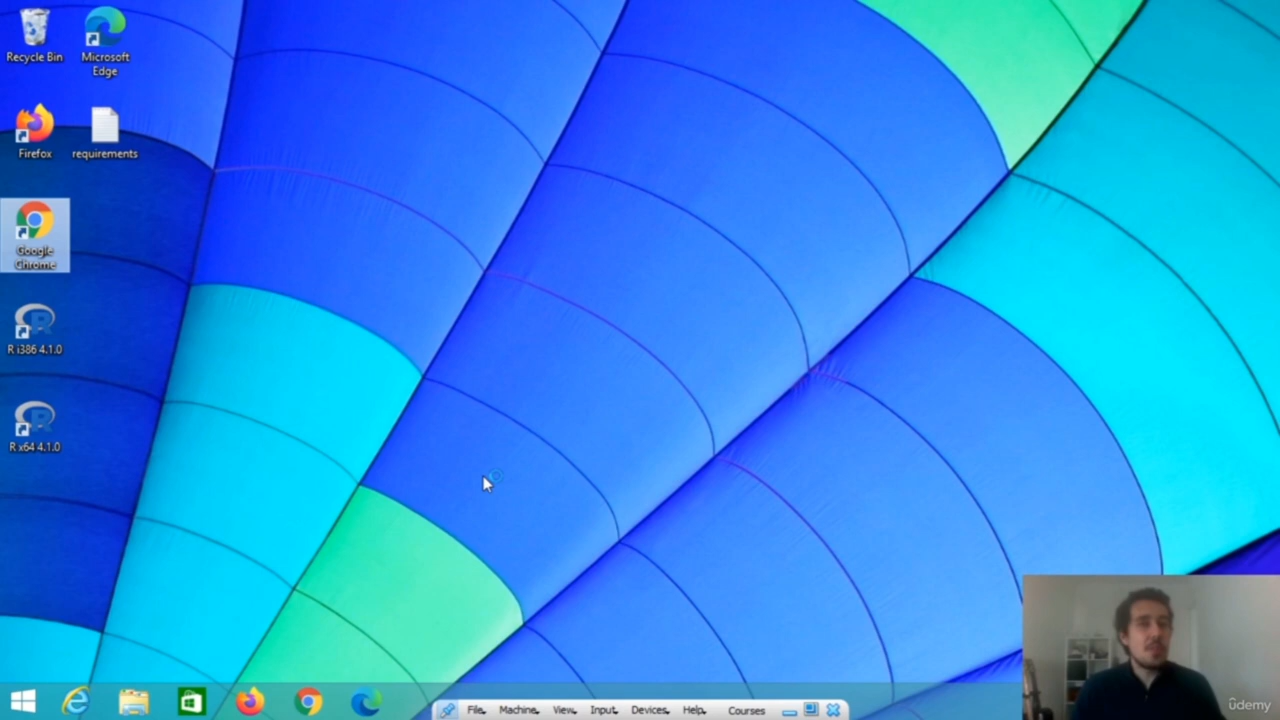 Recycle Bin
Microsoft
Edge
Firefox
requirements
Google
Chrome
R i386 4.1.0
R x64 4.1.0
File
Machine
View
Input
Devices
Help
Courses
ûdemy